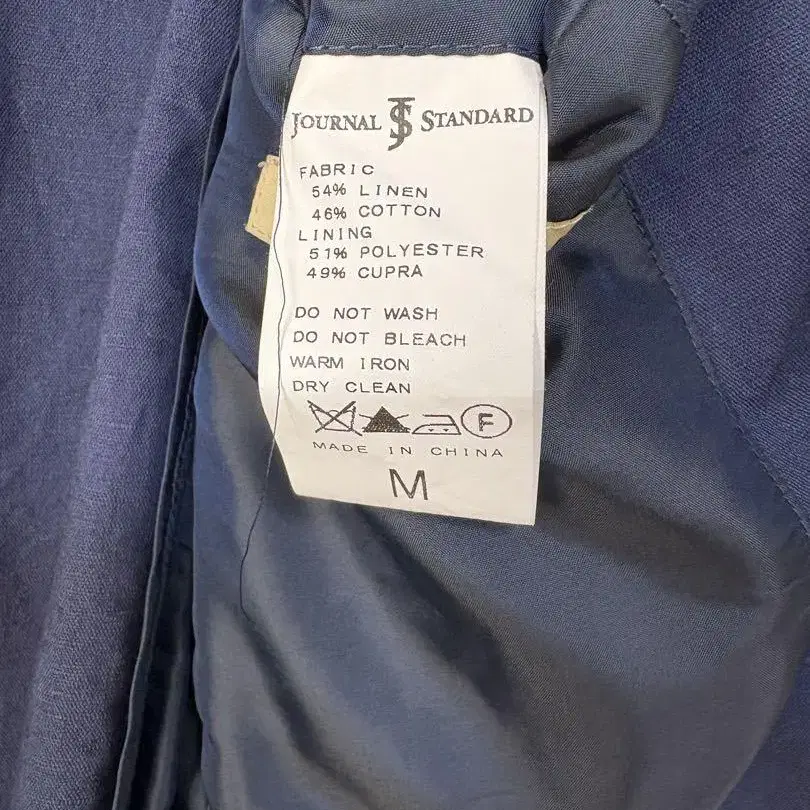 JOURNAL JS STANDARD
FABRIC
54% LINEN
46% COTTON
LINING
51% POLYESTER
49% CUPRA
DO NOT WASH
DO NOT BLEACH
WARM IRON
DRY CLEAN
F
MADE IN CHINA
M